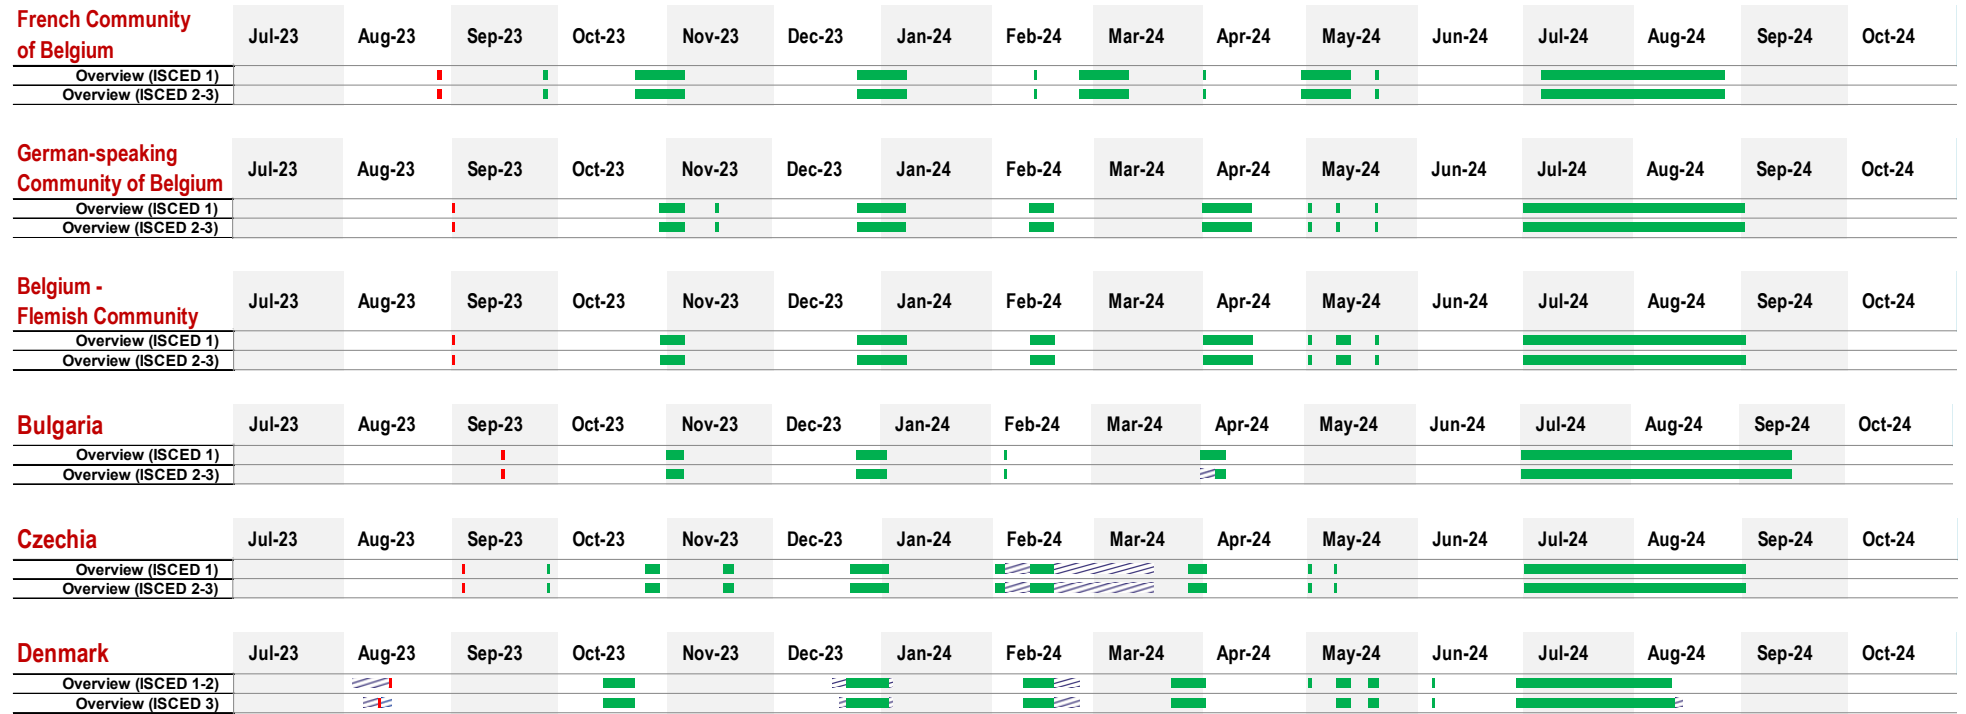 French Community
of Belgium
Jul-23 Aug-23 Sep-23 Oct-23 Nov-23 Dec-23 Jan-24 Feb-24 Mar-24 Apr-24 May-24 Jun-24 Jul-24 Aug-24 Sep-24 Oct-24
Overview (ISCED 1)
Overview (ISCED 2-3)
German-speaking
Community of Belgium
Jul-23 Aug-23 Sep-23 Oct-23 Nov-23 Dec-23 Jan-24 Feb-24 Mar-24 Apr-24 May-24 Jun-24 Jul-24 Aug-24 Sep-24 Oct-24
Overview (ISCED 1)
Overview (ISCED 2-3)
Belgium -
Flemish Community
Jul-23 Aug-23 Sep-23 Oct-23 Nov-23 Dec-23 Jan-24 Feb-24 Mar-24 Apr-24 May-24 Jun-24 Jul-24 Aug-24 Sep-24 Oct-24
Overview (ISCED 1)
Overview (ISCED 2-3)
Bulgaria Jul-23 Aug-23 Sep-23 Oct-23 Nov-23 Dec-23 Jan-24 Feb-24 Mar-24 Apr-24 May-24 Jun-24 Jul-24 Aug-24 Sep-24 Oct-24
Overview (ISCED 1)
Overview (ISCED 2-3)
Czechia Jul-23 Aug-23 Sep-23 Oct-23 Nov-23 Dec-23 Jan-24 Feb-24 Mar-24 Apr-24 May-24 Jun-24 Jul-24 Aug-24 Sep-24 Oct-24
Overview (ISCED 1)
Overview (ISCED 2-3)
Denmark Jul-23 Aug-23 Sep-23 Oct-23 Nov-23 Dec-23 Jan-24 Feb-24 Mar-24 Apr-24 May-24 Jun-24 Jul-24 Aug-24 Sep-24 Oct-24
Overview (ISCED 1-2)
Overview (ISCED 3)